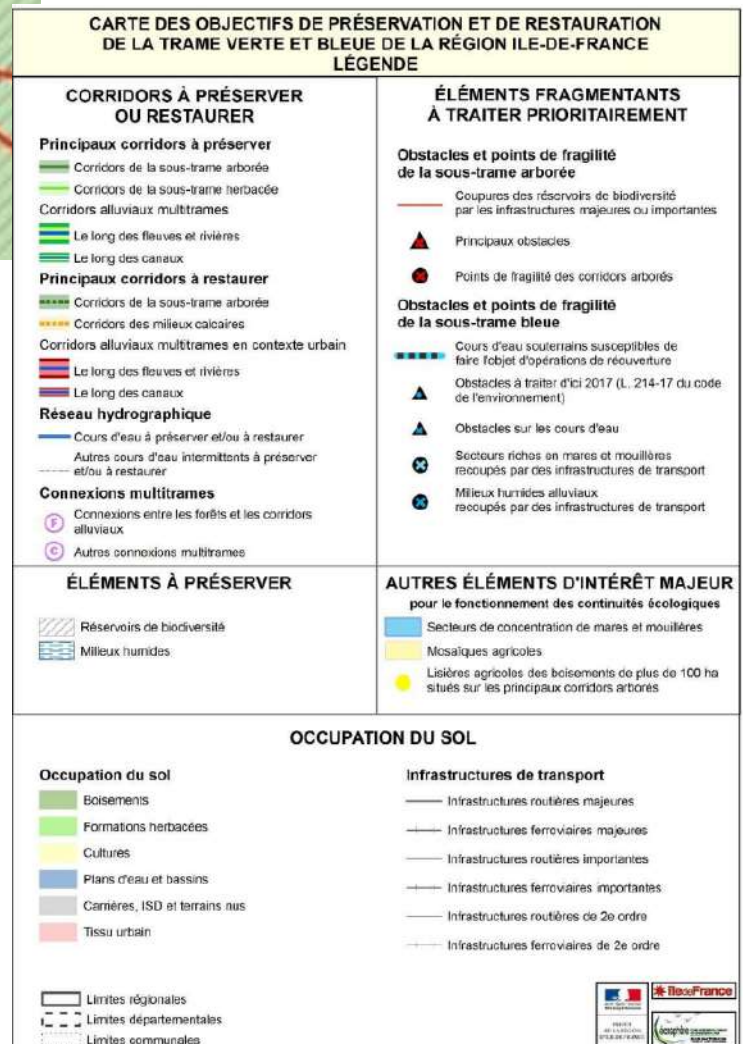 CARTE DES OBJECTIFS DE PRÉSERVATION ET DE RESTAURATION
DE LA TRAME VERTE ET BLEUE DE LA RÉGION ILE-DE-FRANCE
LÉGENDE
CORRIDORS À PRÉSERVER
OU RESTAURER
Principaux corridors à préserver
Corridors de la sous-trame arborée
Corridors de la sous-trame herbacée
Corridors alluviaux multitrames
Le long des fleuves et rivières
Le long des canaux
Principaux corridors à restaurer
Corridors de la sous-trame arborée
Corridors des milieux calcaires
Corridors alluviaux multitrames en contexte urbain
Le long des fleuves et rivières
Le long des canaux
Réseau hydrographique
Cours d'eau à préserver et/ou à restaurer
Autres cours d'eau intermittents à préserver
et/ou à restaurer
Connexions multitrames
F
Connexions entre les forêts et les corridors
alluviaux
C
Autres connexions multitrames
ÉLÉMENTS FRAGMENTANTS
À TRAITER PRIORITAIREMENT
Obstacles et points de fragilité
de la sous-trame arborée
Coupures des réservoirs de biodiversité
par les infrastructures majeures ou importantes
Principaux obstacles
Points de fragilité des corridors arborés
Obstacles et points de fragilité
de la sous-trame bleue
Cours d'eau souterrains susceptibles de
faire l'objet d'opérations de réouverture
Obstacles à traiter d'ici 2017 (L. 214-17 du code
de l'environnement)
Obstacles sur les cours d'eau
Secteurs riches en mares et mouillères
recoupés par des infrastructures de transport
Milieux humides alluviaux
recoupés par des infrastructures de transport
ÉLÉMENTS À PRÉSERVER
Réservoirs de biodiversité
Milieux humides
AUTRES ÉLÉMENTS D'INTÉRÊT MAJEUR
pour le fonctionnement des continuités écologiques
Secteurs de concentration de mares et mouillères
Mosaïques agricoles
Lisières agricoles des boisements de plus de 100 ha
situés sur les principaux corridors arborés
OCCUPATION DU SOL
Occupation du sol
Boisements
Formations herbacées
Cultures
Plans d'eau et bassins
Carrières, ISD et terrains nus
Tissu urbain
Infrastructures de transport
Infrastructures routières majeures
Infrastructures ferroviaires majeures
Infrastructures routières importantes
Infrastructures ferroviaires importantes
Infrastructures routières de 2e ordre
Infrastructures ferroviaires de 2e ordre
Limites régionales
Limites départementales
Limites communales
îledeFrance